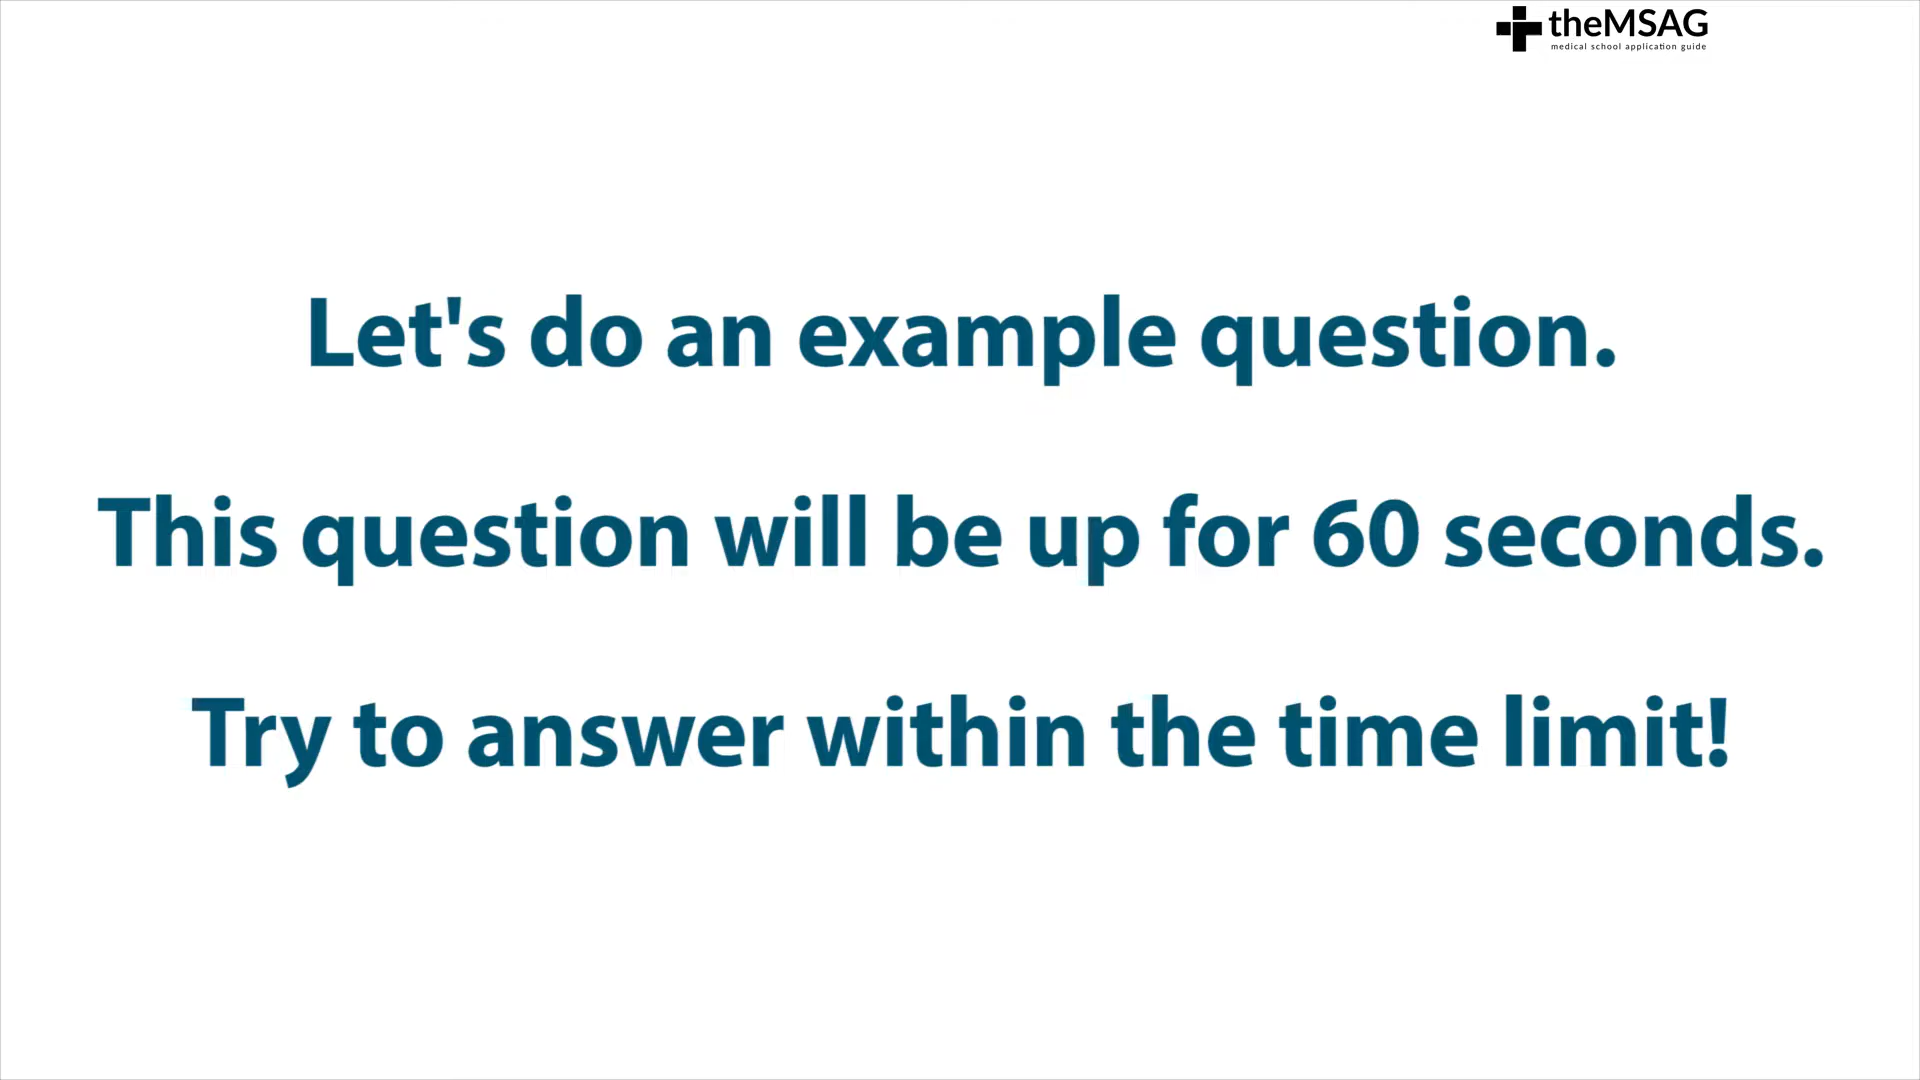 theMSAG
medical school application guide
Let's do an example question.
This question will be up for 60 seconds.
Try to answer within the time limit!